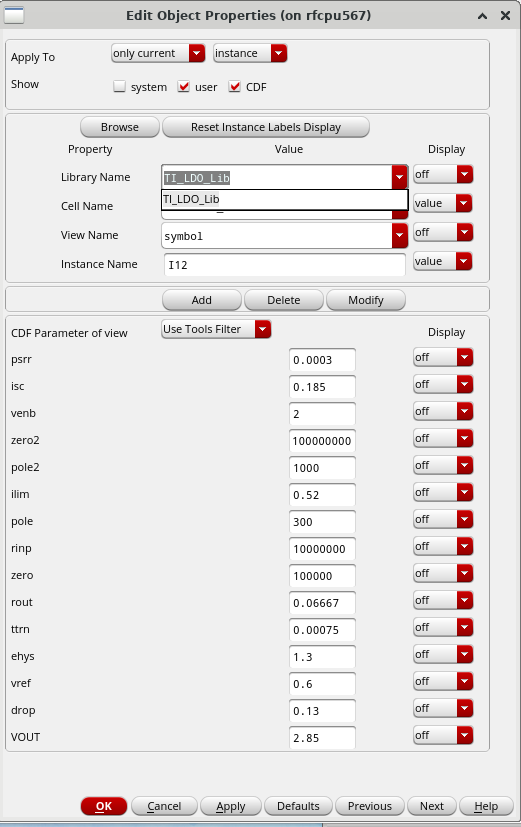 Edit Object Properties (on rfcpu567)
Apply To
only current
instance
Show
system
user
CDF
Browse
Reset Instance Labels Display
Property
Value
Display
Library Name
TI_LDO_Lib
off
TI_LDO_Lib
Cell Name
value
View Name
symbol
off
Instance Name
I12
value
Add
Delete
Modify
CDF Parameter of view
Use Tools Filter
Display
psrr
0.0003
off
isc
0.185
off
venb
2
off
zero2
100000000
off
pole2
1000
off
ilim
0.52
off
pole
300
off
rinp
10000000
off
zero
100000
off
rout
0.06667
off
ttrn
0.00075
off
ehys
1.3
off
vref
0.6
off
drop
0.13
off
VOUT
2.85
off
OK
Cancel
Apply
Defaults
Previous
Next
Help